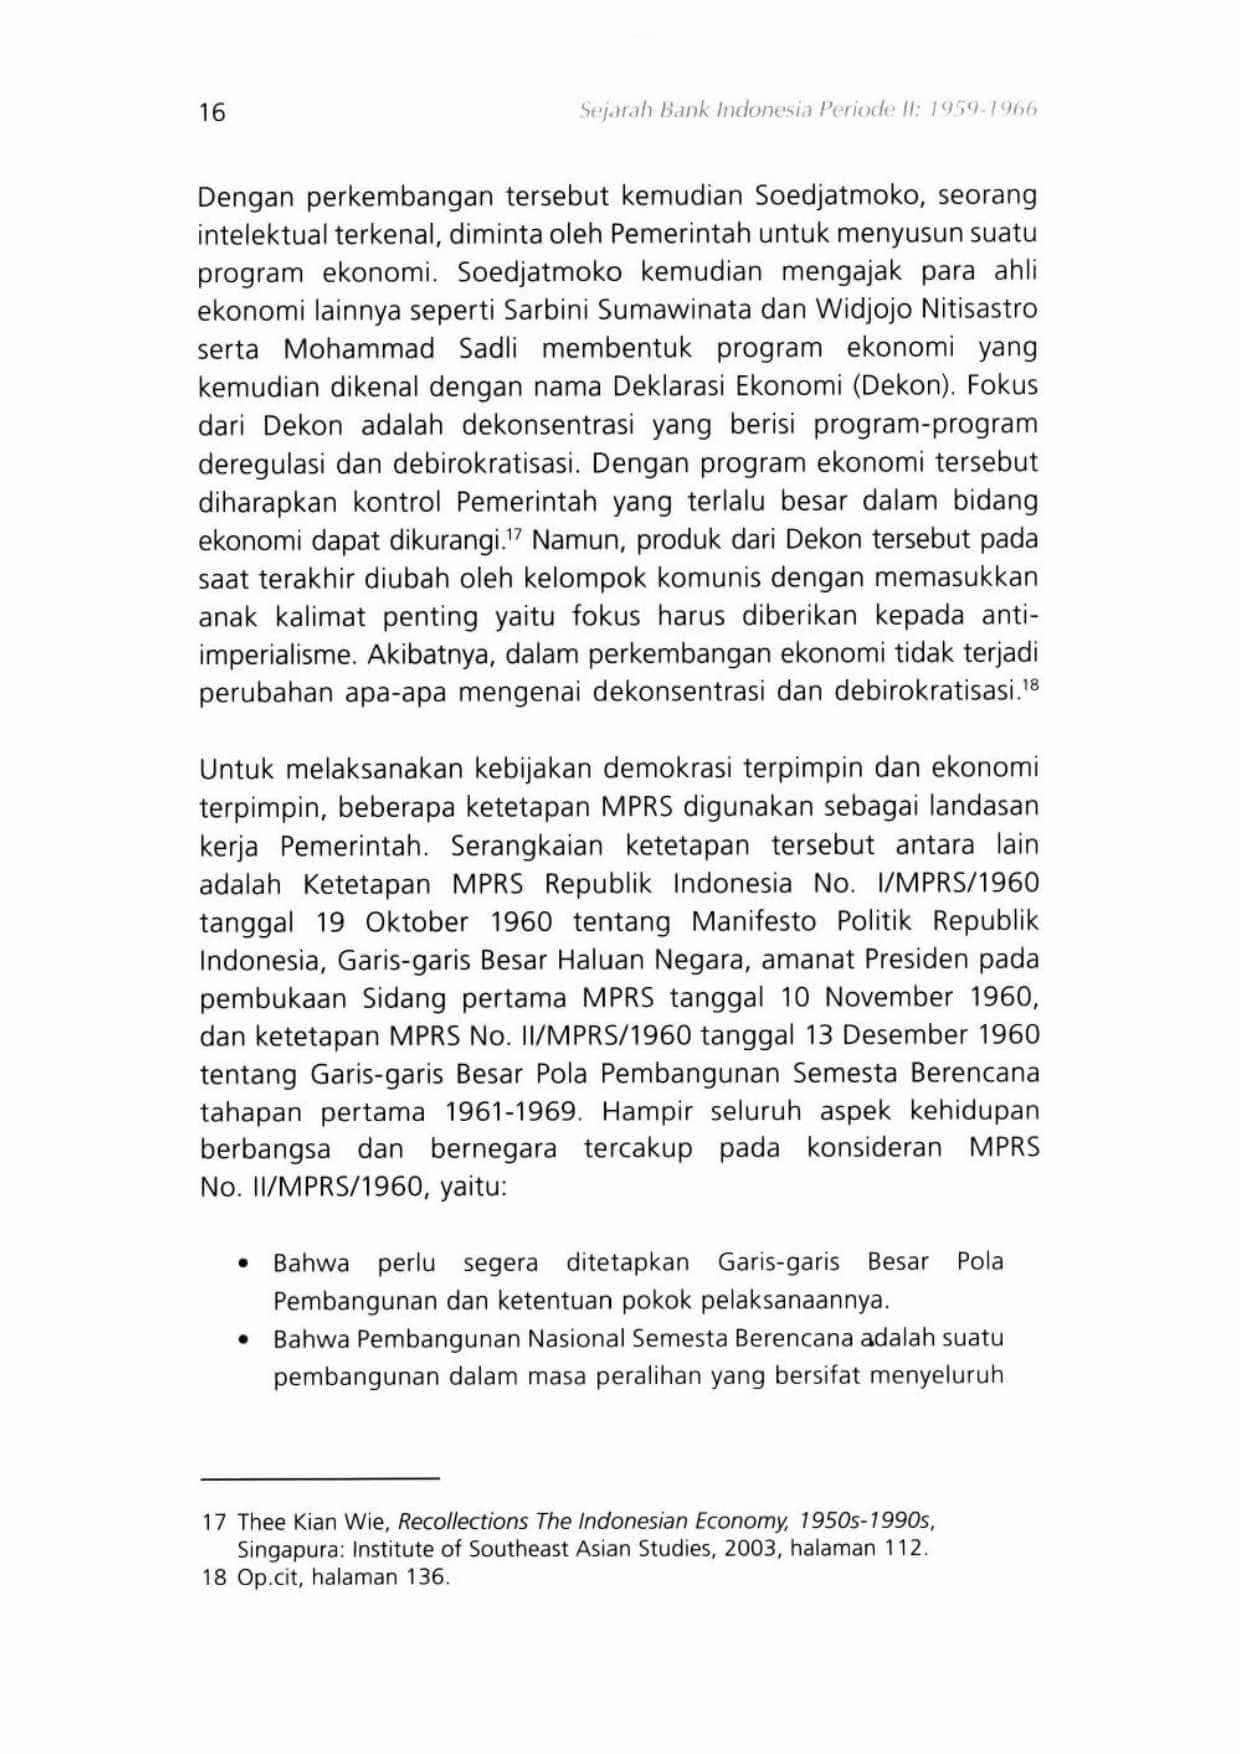 16
Sejarah Bank Indonesia Periode II: 1959-1966
Dengan perkembangan tersebut kemudian Soedjatmoko, seorang
intelektual terkenal, diminta oleh Pemerintah untuk menyusun suatu
program ekonomi. Soedjatmoko kemudian mengajak para ahli
ekonomi lainnya seperti Sarbini Sumawinata dan Widjojo Nitisastro
serta Mohammad Sadli membentuk program ekonomi yang
kemudian dikenal dengan nama Deklarasi Ekonomi (Dekon). Fokus
dari Dekon adalah dekonsentrasi yang berisi program-program
deregulasi dan debirokratisasi. Dengan program ekonomi tersebut
diharapkan kontrol Pemerintah yang terlalu besar dalam bidang
ekonomi dapat dikurangi.¹⁷ Namun, produk dari Dekon tersebut pada
saat terakhir diubah oleh kelompok komunis dengan memasukkan
anak kalimat penting yaitu fokus harus diberikan kepada anti-
imperialisme. Akibatnya, dalam perkembangan ekonomi tidak terjadi
perubahan apa-apa mengenai dekonsentrasi dan debirokratisasi.¹⁸
Untuk melaksanakan kebijakan demokrasi terpimpin dan ekonomi
terpimpin, beberapa ketetapan MPRS digunakan sebagai landasan
kerja Pemerintah. Serangkaian ketetapan tersebut antara lain
adalah Ketetapan MPRS Republik Indonesia No. I/MPRS/1960
tanggal 19 Oktober 1960 tentang Manifesto Politik Republik
Indonesia, Garis-garis Besar Haluan Negara, amanat Presiden pada
pembukaan Sidang pertama MPRS tanggal 10 November 1960,
dan ketetapan MPRS No. II/MPRS/1960 tanggal 13 Desember 1960
tentang Garis-garis Besar Pola Pembangunan Semesta Berencana
tahapan pertama 1961-1969. Hampir seluruh aspek kehidupan
berbangsa dan bernegara tercakup pada konsideran MPRS
No. II/MPRS/1960, yaitu:
• Bahwa perlu segera ditetapkan Garis-garis Besar Pola
Pembangunan dan ketentuan pokok pelaksanaannya.
• Bahwa Pembangunan Nasional Semesta Berencana adalah suatu
pembangunan dalam masa peralihan yang bersifat menyeluruh
17 Thee Kian Wie, Recollections The Indonesian Economy, 1950s-1990s,
Singapura: Institute of Southeast Asian Studies, 2003, halaman 112.
18 Op.cit, halaman 136.